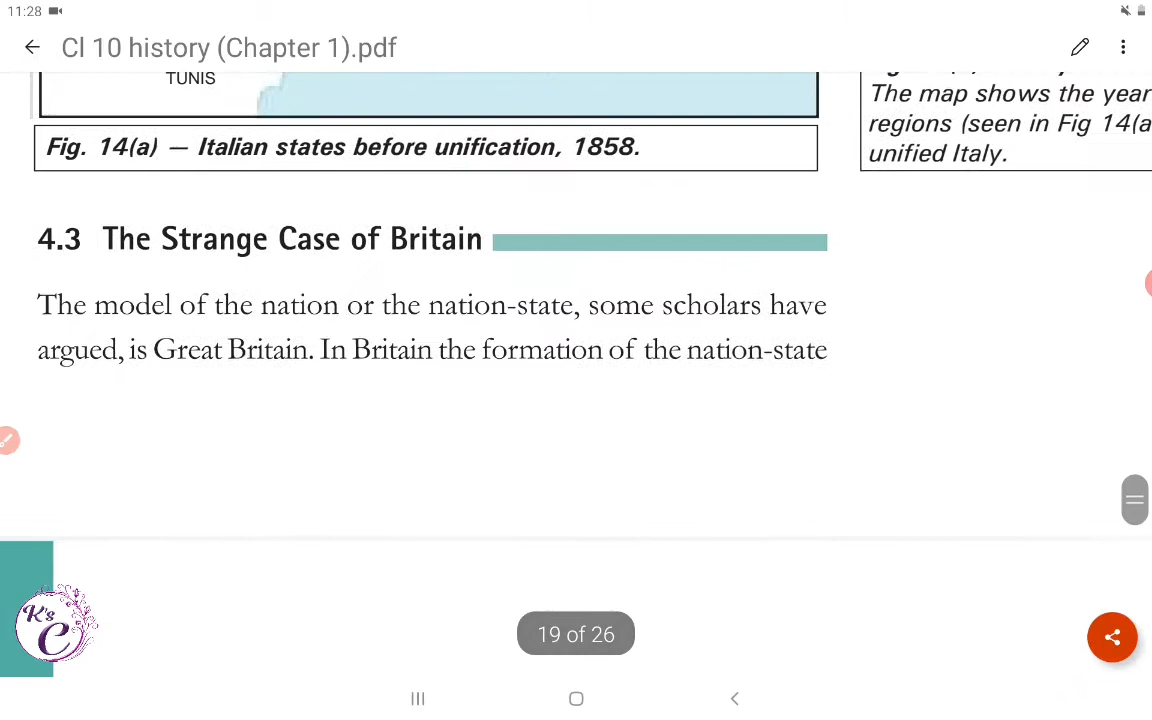 11:28
Cl 10 history (Chapter 1).pdf
TUNIS
Fig. 14(a) — Italian states before unification, 1858.
The map shows the year
regions (seen in Fig 14(a
unified Italy.
4.3 The Strange Case of Britain
The model of the nation or the nation-state, some scholars have
argued, is Great Britain. In Britain the formation of the nation-state
K's
C
19 of 26